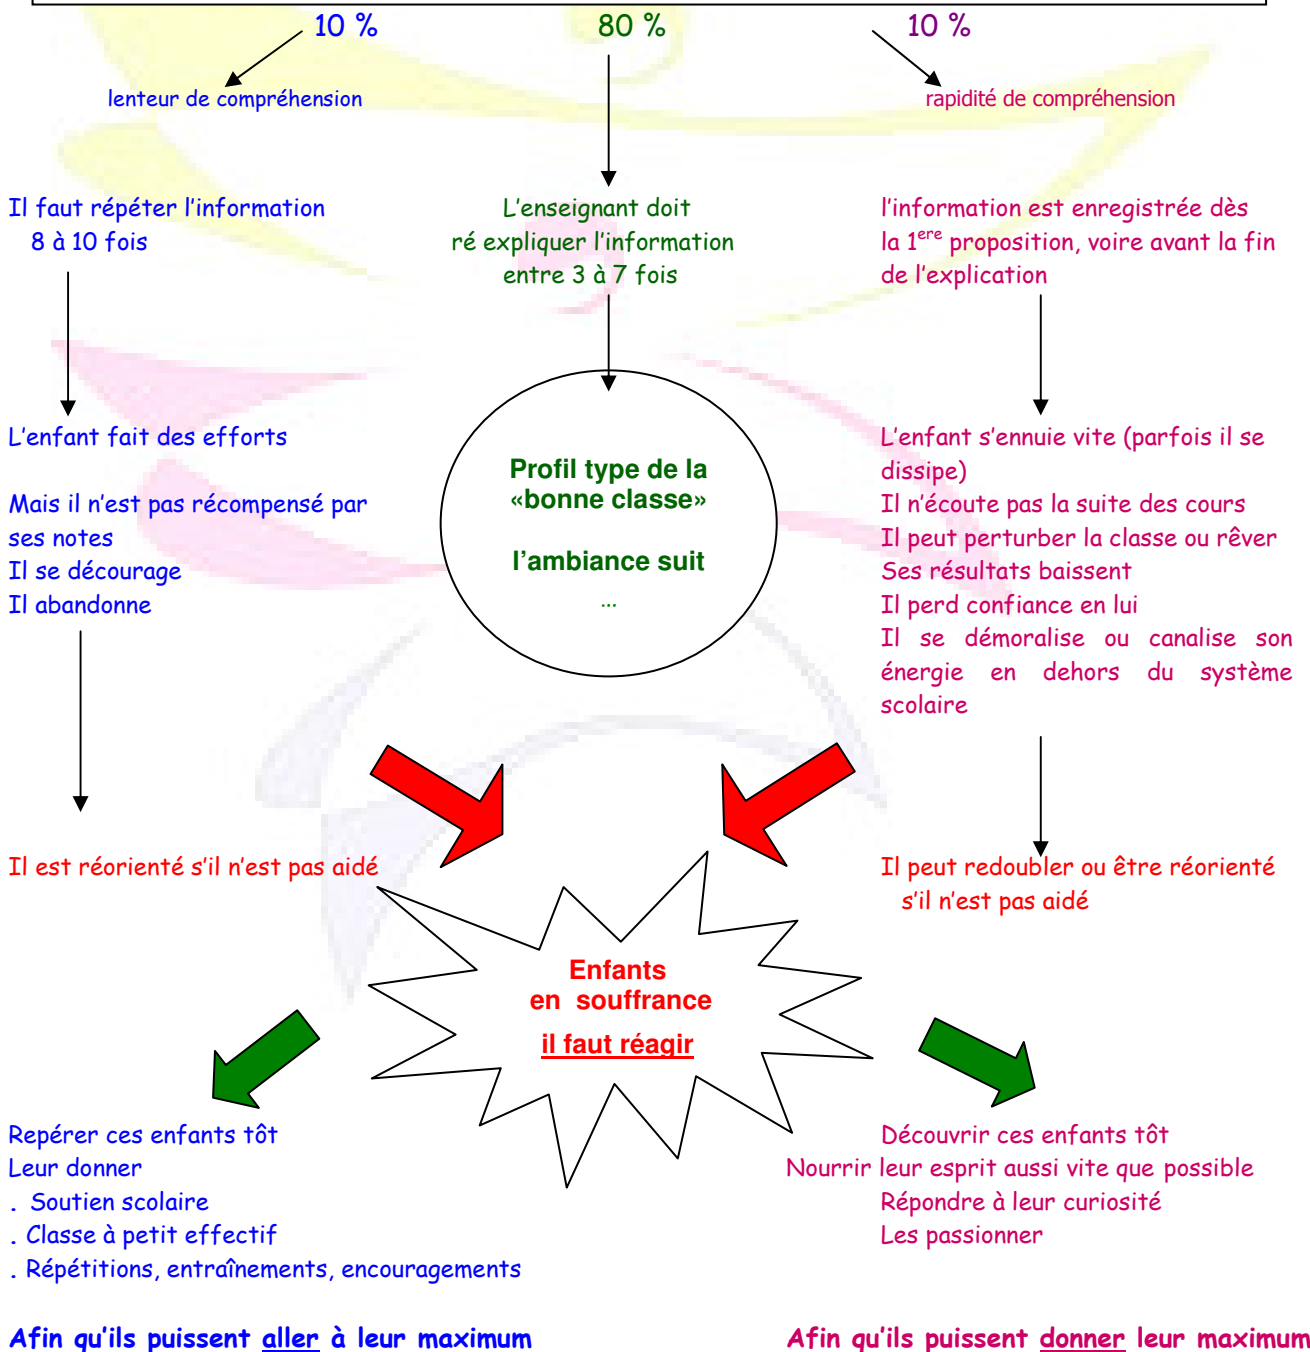 10 %
80 %
10 %
lenteur de compréhension
rapidité de compréhension
Il faut répéter l'information
8 à 10 fois
L'enseignant doit
ré expliquer l'information
entre 3 à 7 fois
l'information est enregistrée dès
la 1ere proposition, voire avant la fin
de l'explication
L'enfant fait des efforts
Mais il n'est pas récompensé par
ses notes
Il se décourage
Il abandonne
Profil type de la
«bonne classe»
l'ambiance suit
...
L'enfant s'ennuie vite (parfois il se
dissipe)
Il n'écoute pas la suite des cours
Il peut perturber la classe ou rêver
Ses résultats baissent
Il perd confiance en lui
Il se démoralise ou canalise son
énergie en dehors du système
scolaire
Il est réorienté s'il n'est pas aidé
Il peut redoubler ou être réorienté
s'il n'est pas aidé
Enfants
en souffrance
il faut réagir
Repérer ces enfants tôt
Leur donner
. Soutien scolaire
. Classe à petit effectif
. Répétitions, entraînements, encouragements
Afin qu'ils puissent aller à leur maximum
Découvrir ces enfants tôt
Nourrir leur esprit aussi vite que possible
Répondre à leur curiosité
Les passionner
Afin qu'ils puissent donner leur maximum